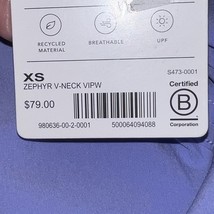 RECYCLED
MATERIAL
BREATHABLE
UPF
XS
ZEPHYR V-NECK VIPW
$79.00
S473-0001
Certified
B
Corporation
980636-00-2-0001
500064094088